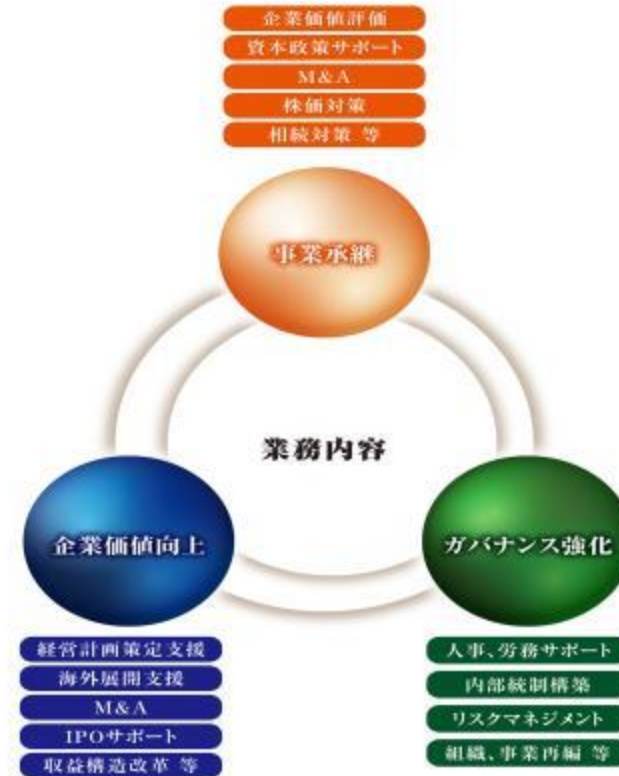 企業価値評価
資本政策サポート
M&A
株価対策
相続対策 等
事業承継
業務内容
企業価値向上
ガバナンス強化
経営計画策定支援
海外展開支援
M&A
IPOサポート
収益構造改革 等
人事、労務サポート
内部統制構築
リスクマネジメント
組織、事業再編 等